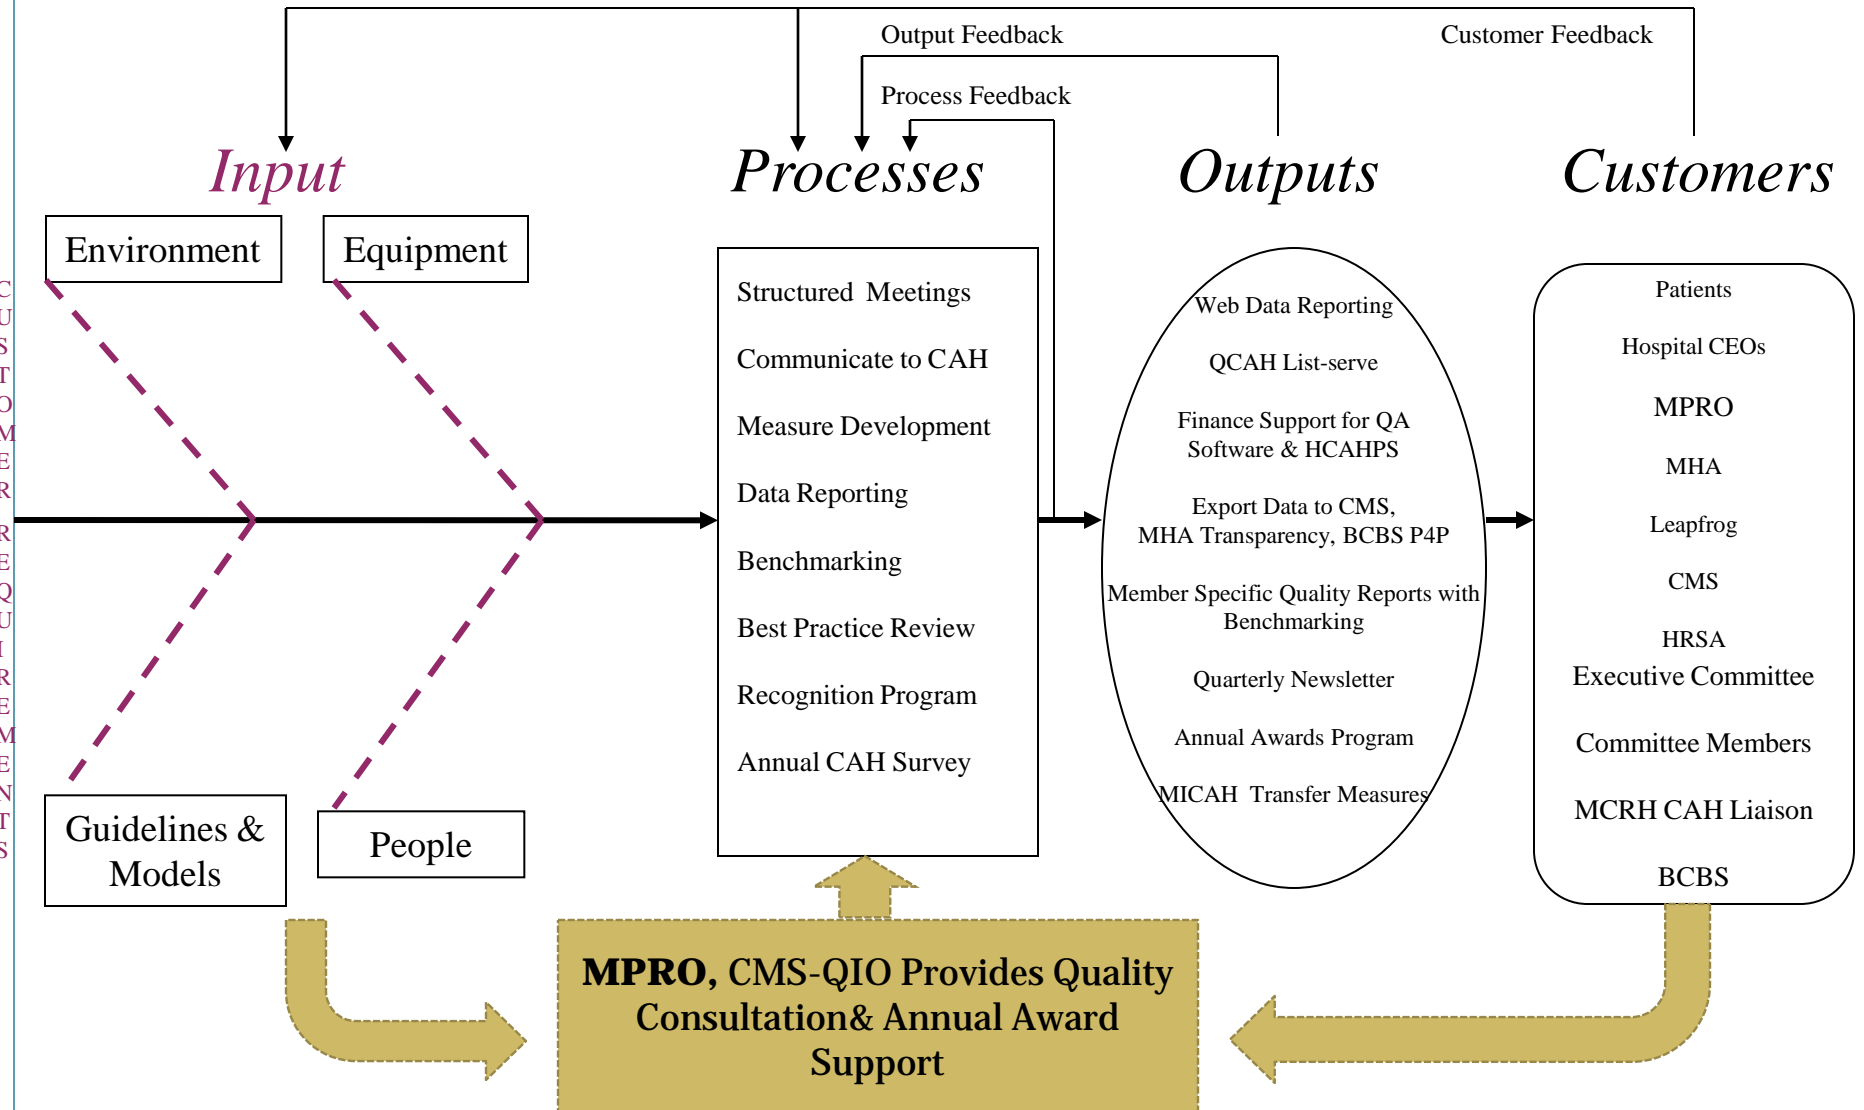 Output Feedback
Customer Feedback
Process Feedback
Input
Processes
Outputs
Customers
Environment
Equipment
Guidelines &
Models
People
CUSTOMER REQUIREMENTS
Structured  Meetings
Communicate to CAH
Measure Development
Data Reporting
Benchmarking
Best Practice Review
Recognition Program
Annual CAH Survey
Web Data Reporting
QCAH List-serve
Finance Support for QA
Software & HCAHPS
Export Data to CMS,
MHA Transparency, BCBS P4P
Member Specific Quality Reports with
Benchmarking
Quarterly Newsletter
Annual Awards Program
MICAH  Transfer Measures
Patients
Hospital CEOs
MPRO
MHA
Leapfrog
CMS
HRSA
Executive Committee
Committee Members
MCRH CAH Liaison
BCBS
MPRO, CMS-QIO Provides Quality
Consultation& Annual Award
Support